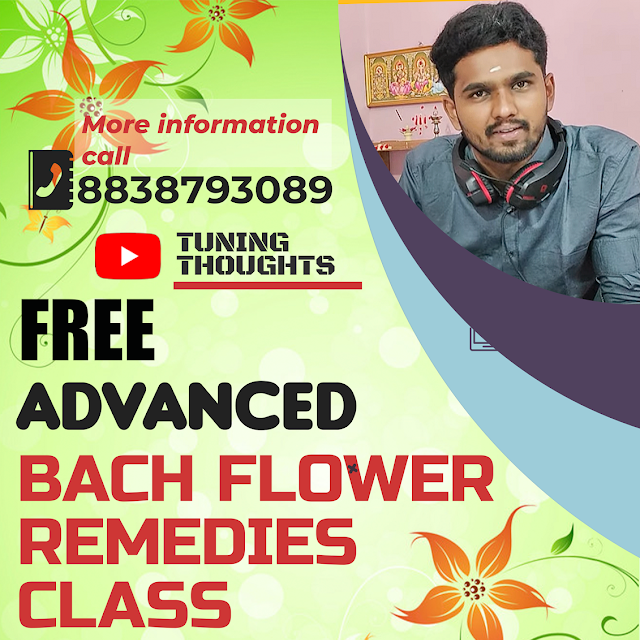 More information
call
8838793089
TUNING
THOUGHTS
FREE
ADVANCED
BACH FLOWER
REMEDIES
CLASS